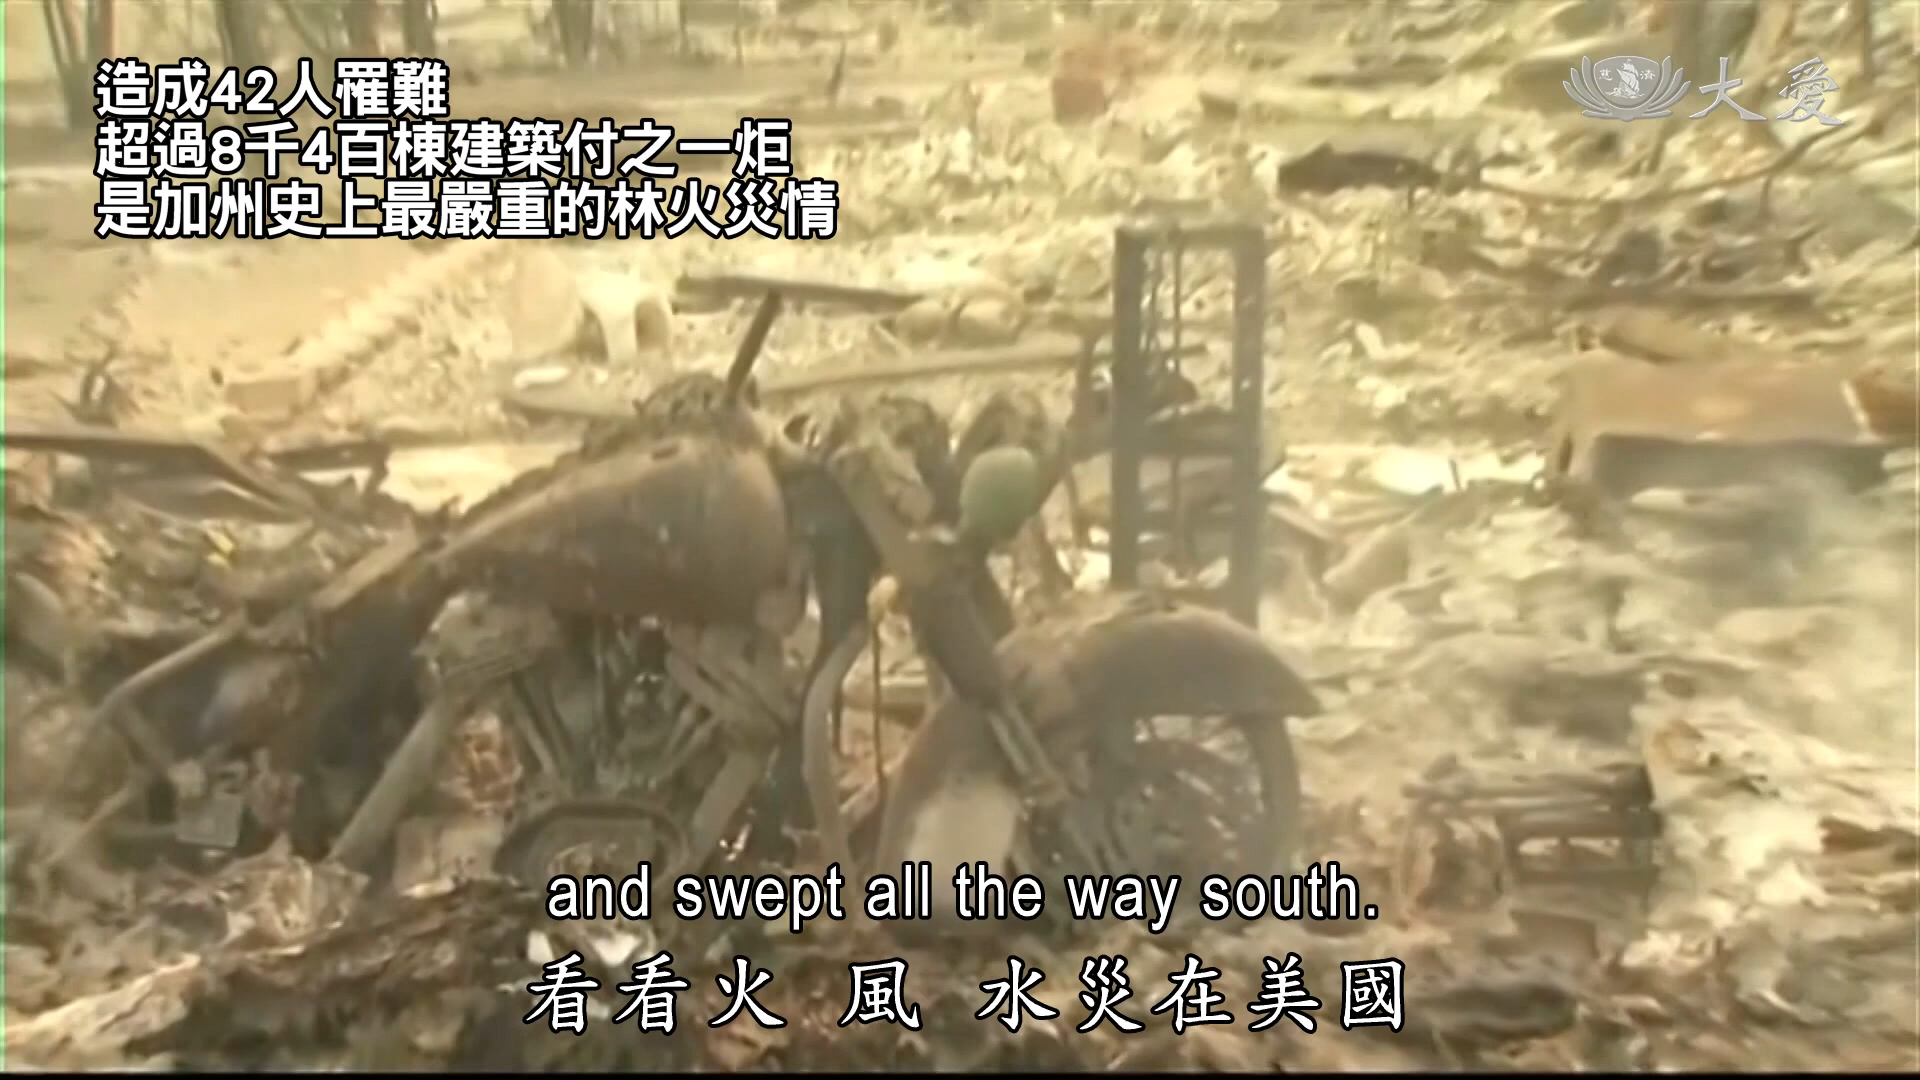 造成42人罹難
超過8千4百棟建築付之一炬
是加州史上最嚴重的林火災情
慈濟
大愛
and swept all the way south.
看看火 風 水災在美國